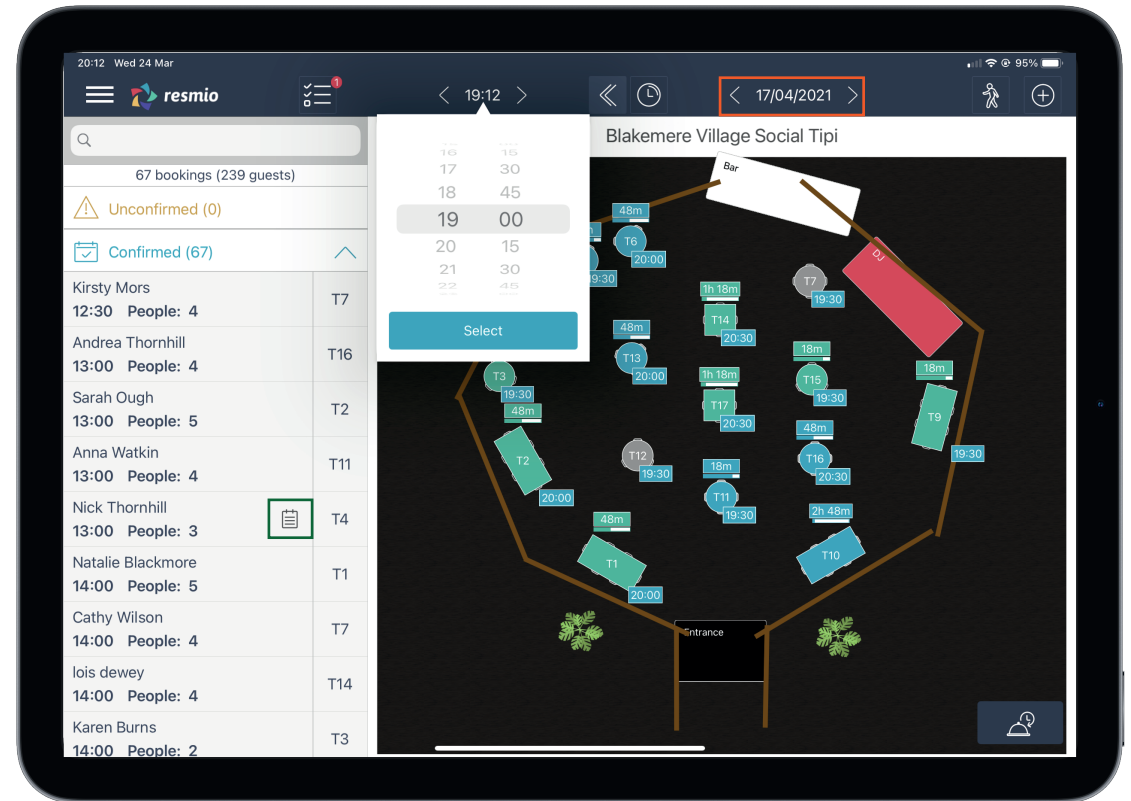 20:12 Wed 24 Mar
95%
resmio
1
19:12
17/04/2021
67 bookings (239 guests)
Unconfirmed (0)
Confirmed (67)
Kirsty Mors
12:30 People: 4
T7
Andrea Thornhill
13:00 People: 4
T16
Sarah Ough
13:00 People: 5
T2
Anna Watkin
13:00 People: 4
T11
Nick Thornhill
13:00 People: 3
T4
Natalie Blackmore
14:00 People: 5
T1
Cathy Wilson
14:00 People: 4
T7
lois dewey
14:00 People: 4
T14
Karen Burns
14:00 People: 2
T3
16 15
17 30
18 45
19 00
20 15
21 30
22 45
Select
Blakemere Village Social Tipi
Bar
DJ
48m
T6
20:00
9:30
T7
19:30
1h 18m
T14
20:30
48m
T13
20:00
18m
T15
19:30
18m
T9
19:30
T3
19:30
1h 18m
T17
20:30
48m
T2
20:00
48m
T16
20:30
T12
19:30
18m
T11
19:30
2h 48m
T10
48m
T1
20:00
Entrance